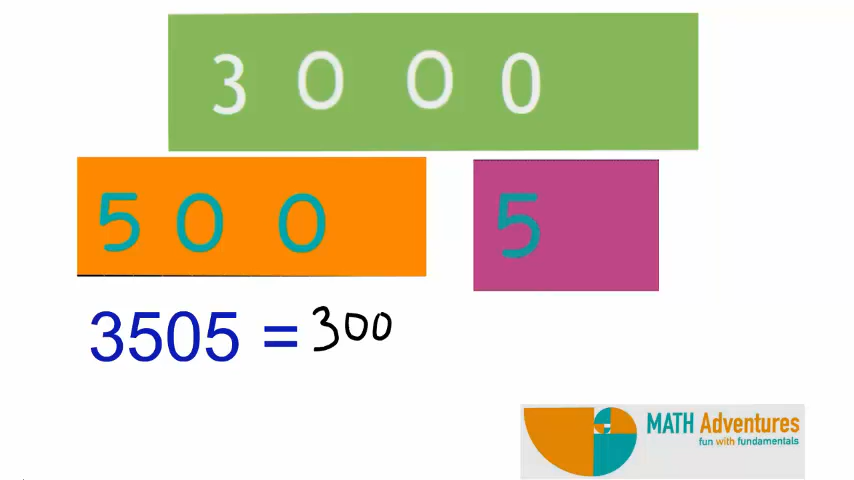 3 0 0 0
5 0 0
5
3505 = 300
MATH Adventures
fun with fundamentals